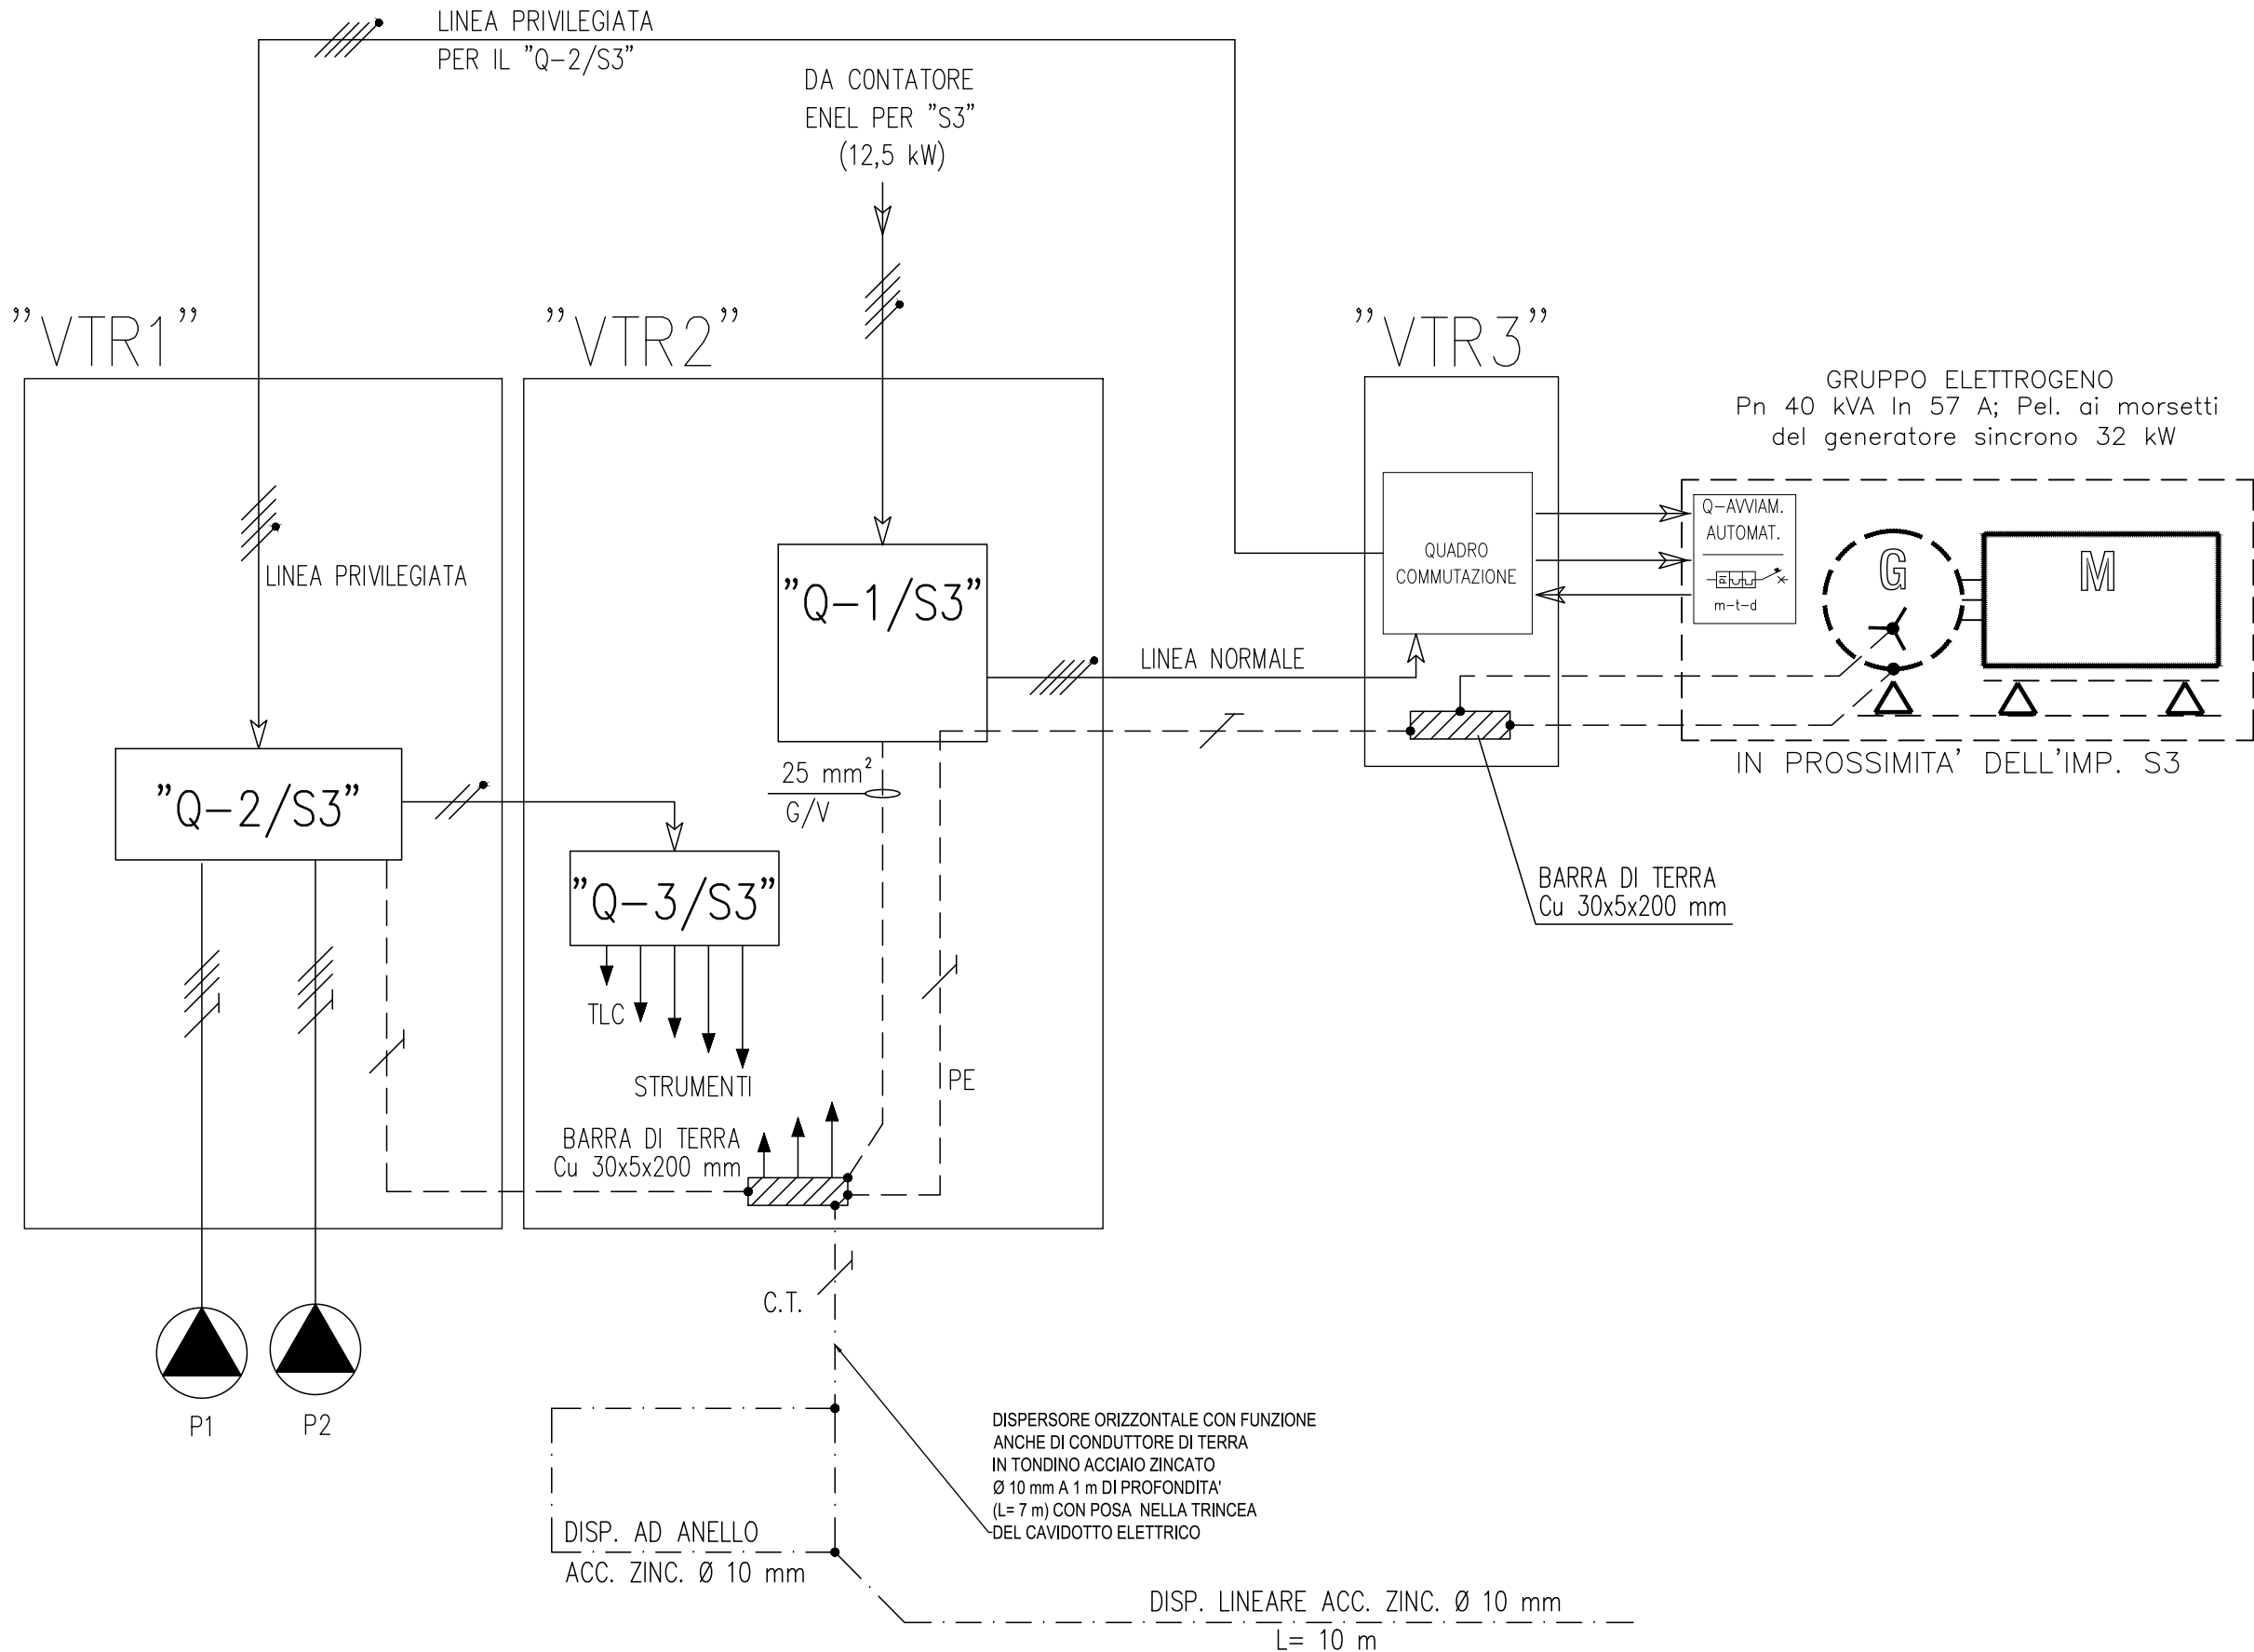 LINEA PRIVILEGIATA
PER IL "Q-2/S3"
DA CONTATORE
ENEL PER "S3"
(12,5 kW)
"VTR1"
"VTR2"
"VTR3"
GRUPPO ELETTROGENO
Pn 40 kVA In 57 A; Pel. ai morsetti
del generatore sincrono 32 kW
Q-AVVIAM.
AUTOMAT.
m-t-d
G
M
QUADRO
COMMUTAZIONE
LINEA PRIVILEGIATA
"Q-1/S3"
LINEA NORMALE
IN PROSSIMITA' DELL'IMP. S3
25 mm²
G/V
"Q-2/S3"
"Q-3/S3"
BARRA DI TERRA
Cu 30x5x200 mm
TLC
STRUMENTI
PE
BARRA DI TERRA
Cu 30x5x200 mm
C.T.
P1
P2
DISPERSORE ORIZZONTALE CON FUNZIONE
ANCHE DI CONDUTTORE DI TERRA
IN TONDINO ACCIAIO ZINCATO
Ø 10 mm A 1 m DI PROFONDITA'
(L= 7 m) CON POSA NELLA TRINCEA
DEL CAVIDOTTO ELETTRICO
DISP. AD ANELLO
ACC. ZINC. Ø 10 mm
DISP. LINEARE ACC. ZINC. Ø 10 mm
L= 10 m